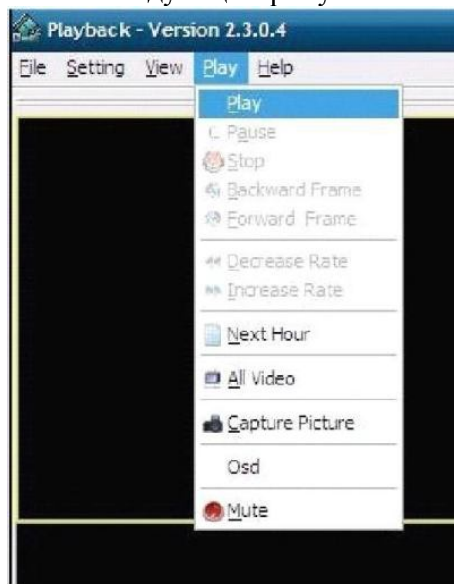 Playback - Version 2.3.0.4
File Setting View Play Help
Play
Pause
Stop
Backward Frame
Forward Frame
Decrease Rate
Increase Rate
Next Hour
All Video
Capture Picture
Osd
Mute